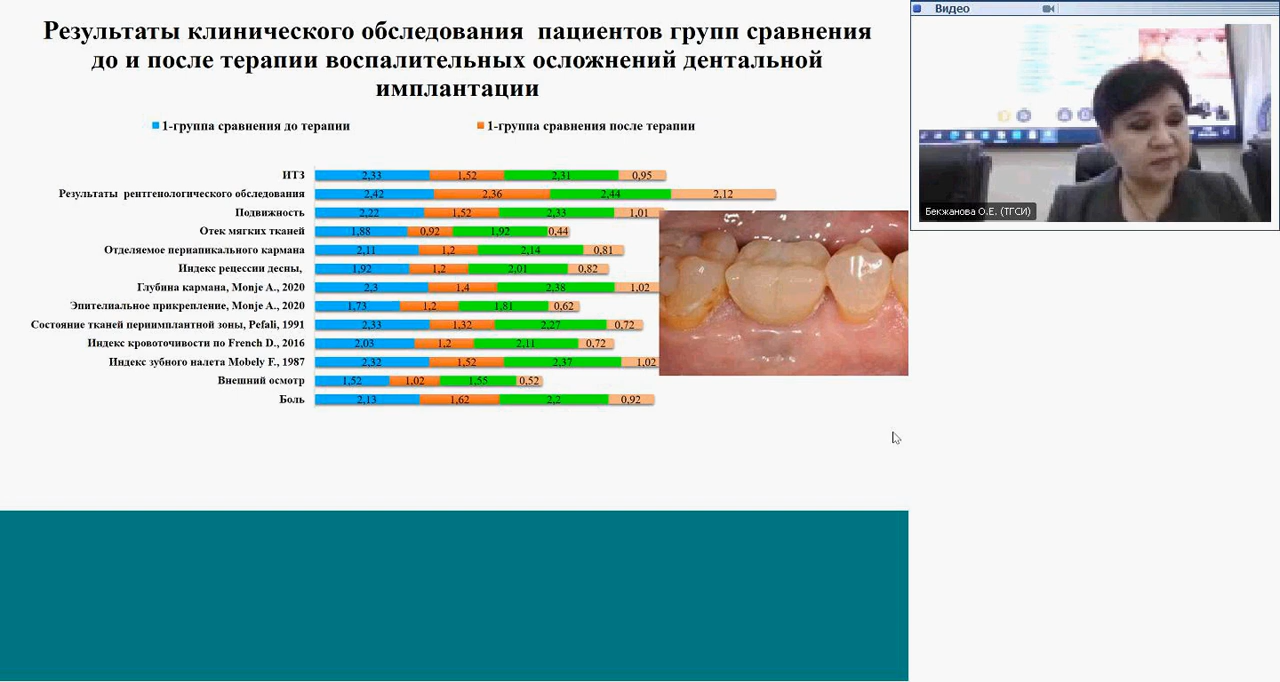 Результаты клинического обследования пациентов групп сравнения
до и после терапии воспалительных осложнений дентальной
имплантации
1-группа сравнения до терапии
1-группа сравнения после терапии
ИТЗ 2,33 1,52 2,31 0,95
Результаты рентгенологического обследования 2,42 2,36 2,44 2,12
Подвижность 2,22 1,52 2,33 1,01
Отек мягких тканей 1,88 0,92 1,92 0,44
Отделяемое периапикального кармана 2,11 1,2 2,14 0,81
Индекс рецессии десны, 1,92 1,2 2,01 0,82
Глубина кармана, Monje A., 2020 2,3 1,4 2,38 1,02
Эпителиальное прикрепление, Monje A., 2020 1,73 1,2 1,81 0,62
Состояние тканей периимплантной зоны, Pefali, 1991 2,33 1,32 2,27 0,72
Индекс кровоточивости по French D., 2016 2,03 1,2 2,11 0,72
Индекс зубного налета Mobely F., 1987 2,32 1,52 2,37 1,02
Внешний осмотр 1,52 1,02 1,55 0,52
Боль 2,13 1,62 2,2 0,92
Видео
Бекжанова О.Е. (ТГСИ)